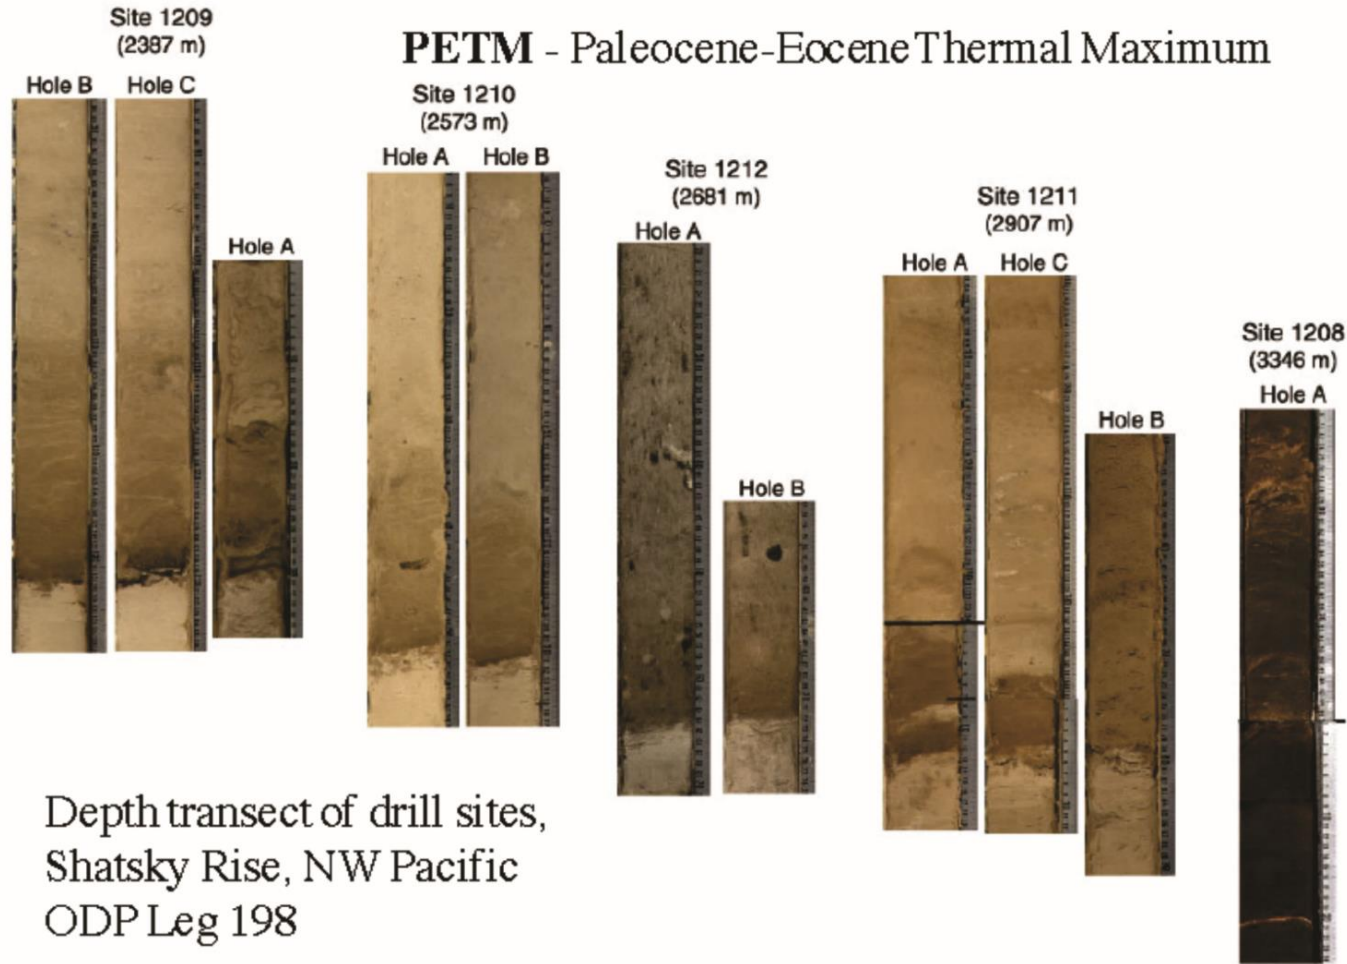 PETM - Paleocene-Eocene Thermal Maximum
Site 1209
(2387 m)
Hole B
Hole C
Hole A
Site 1210
(2573 m)
Hole A
Hole B
Site 1212
(2681 m)
Hole A
Hole B
Site 1211
(2907 m)
Hole A
Hole C
Hole B
Site 1208
(3346 m)
Hole A
Depth transect of drill sites,
Shatsky Rise, NW Pacific
ODP Leg 198